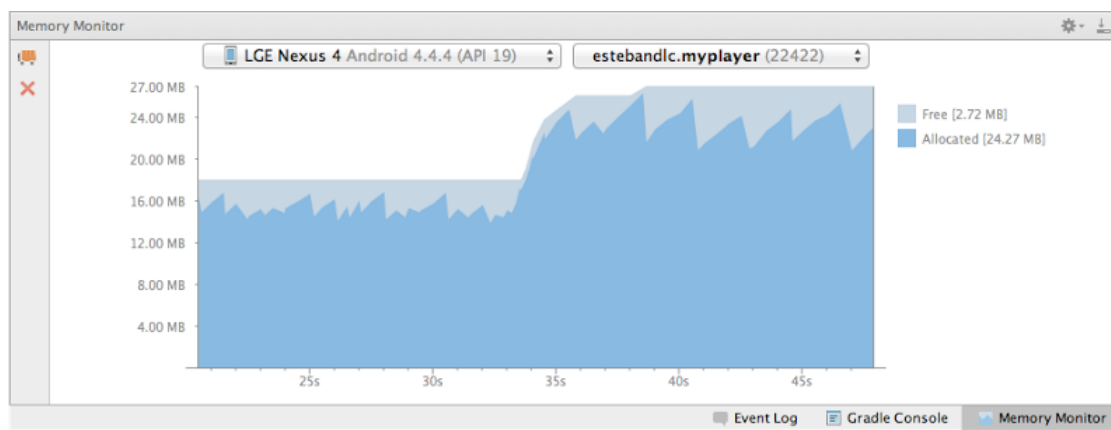 Memory Monitor
LGE Nexus 4 Android 4.4.4 (API 19)
estebandlc.myplayer (22422)
27.00 MB
24.00 MB
20.00 MB
16.00 MB
12.00 MB
8.00 MB
4.00 MB
25s
30s
35s
40s
45s
Free [2.72 MB]
Allocated [24.27 MB]
Event Log
Gradle Console
Memory Monitor